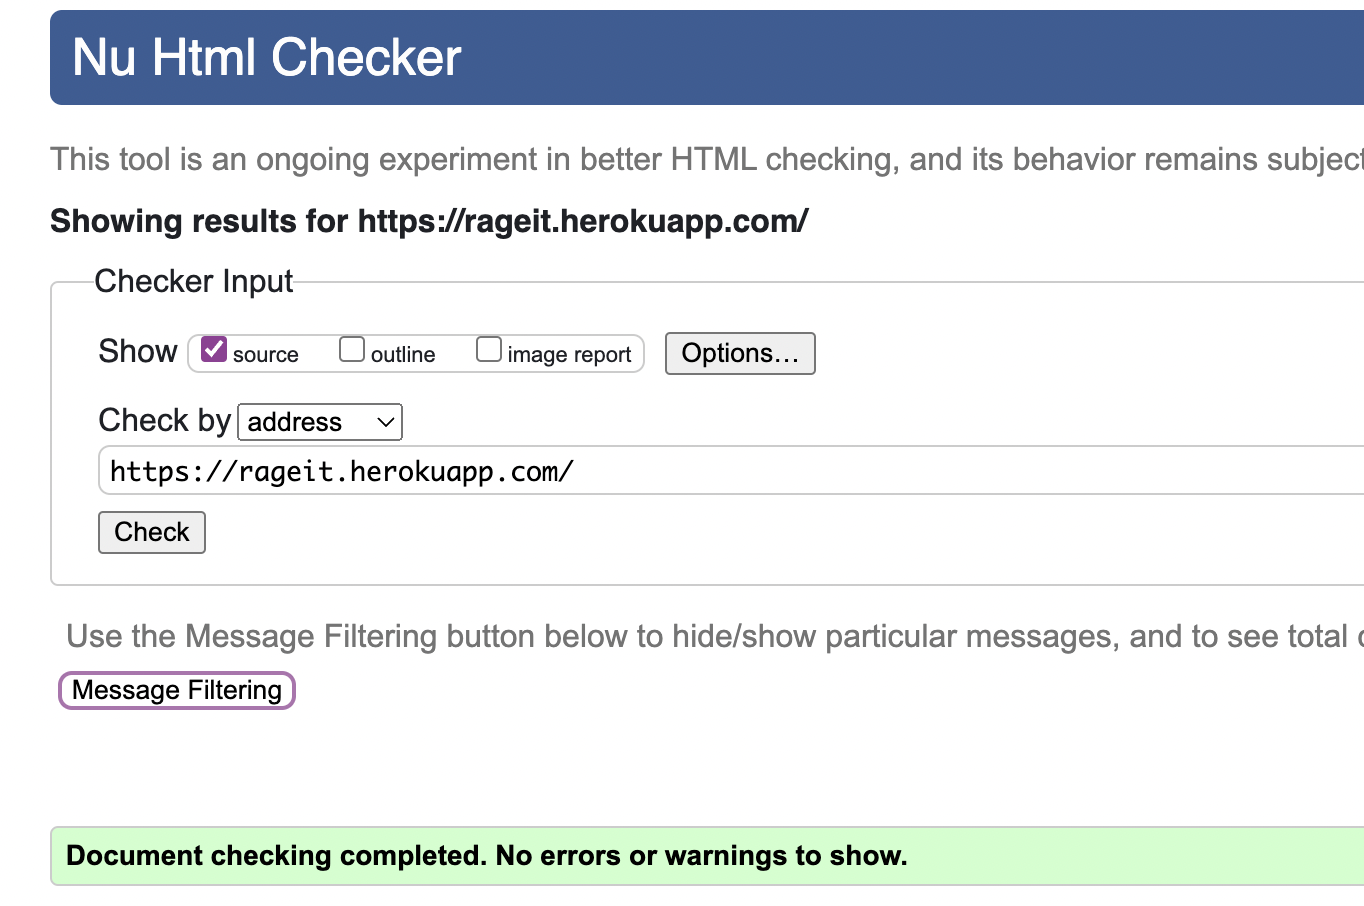 Nu Html Checker
This tool is an ongoing experiment in better HTML checking, and its behavior remains subject
Showing results for https://rageit.herokuapp.com/
Checker Input
Show source outline image report Options...
Check by address
https://rageit.herokuapp.com/
Check
Use the Message Filtering button below to hide/show particular messages, and to see total
Message Filtering
Document checking completed. No errors or warnings to show.